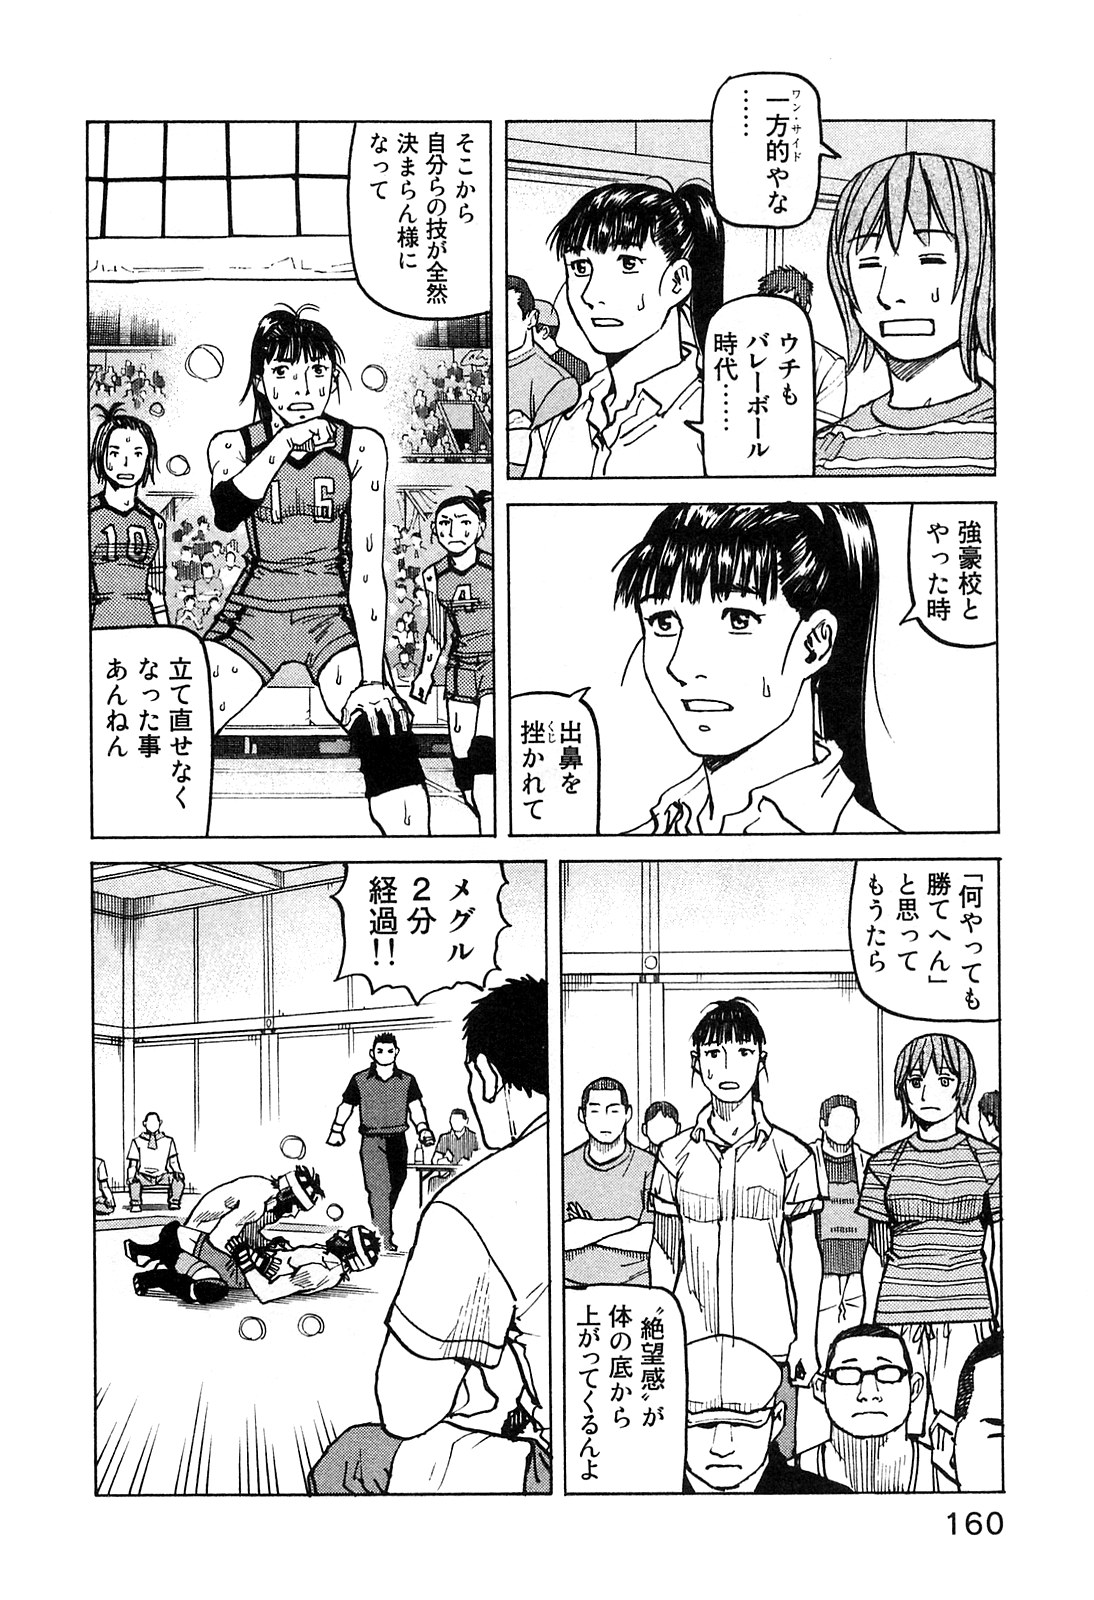 一方的やな
ワン・サイド
……
ウチも
バレーボール
時代……
強豪校と
やった時
出鼻を
挫かれて
くじ
そこから
自分らの技が全然
決まらん様に
なって
立て直せなく
なった事
あんねん
16
10
4
「何やっても
勝てへん」
と思って
もうたら
〝絶望感〟が
体の底から
上がってくるんよ
メグル
2分
経過!!
160